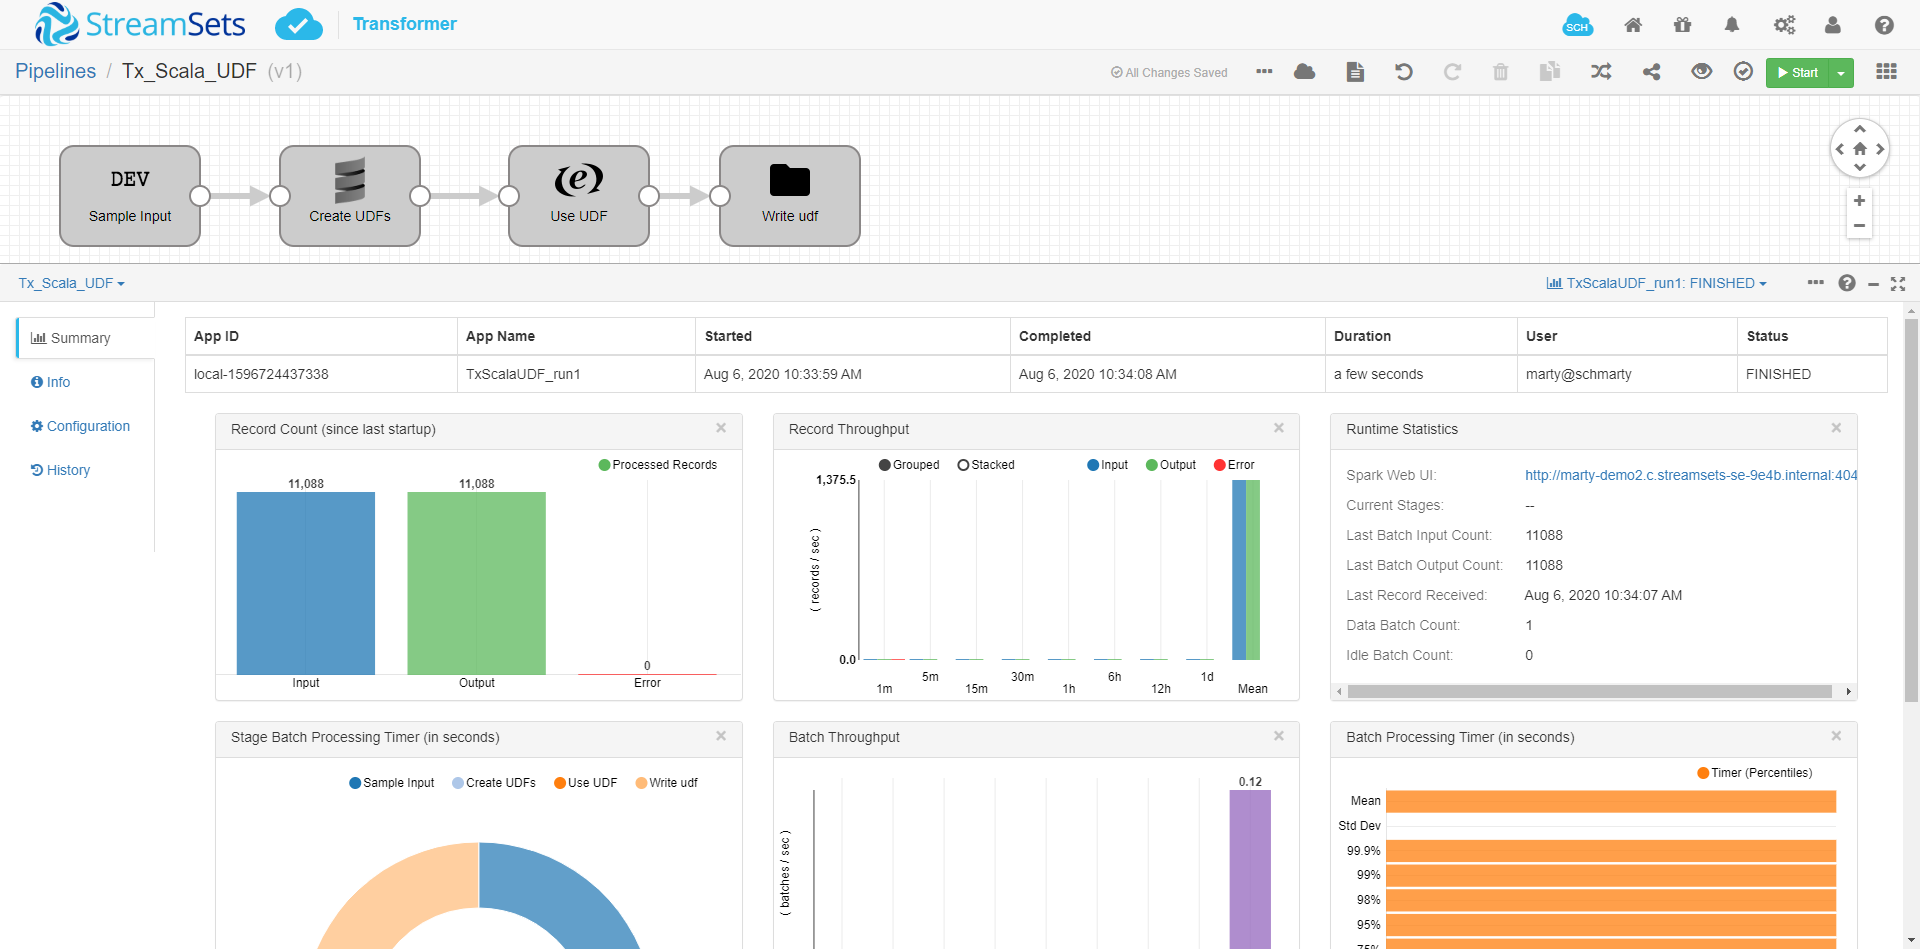 StreamSets Transformer SCH
Pipelines / Tx_Scala_UDF (v1) All Changes Saved Start
DEV
Sample Input Create UDFs Use UDF Write udf
Tx_Scala_UDF TxScalaUDF_run1: FINISHED
Summary
Info
Configuration
History
App ID App Name Started Completed Duration User Status
local-1596724437338 TxScalaUDF_run1 Aug 6, 2020 10:33:59 AM Aug 6, 2020 10:34:08 AM a few seconds marty@schmarty FINISHED
Record Count (since last startup)
Processed Records
11,088 11,088 0
Input Output Error
Record Throughput
Grouped Stacked Input Output Error
1,375.5
( records / sec )
0.0
1m 5m 15m 30m 1h 6h 12h 1d Mean
Runtime Statistics
Spark Web UI: http://marty-demo2.c.streamsets-se-9e4b.internal:404
Current Stages: --
Last Batch Input Count: 11088
Last Batch Output Count: 11088
Last Record Received: Aug 6, 2020 10:34:07 AM
Data Batch Count: 1
Idle Batch Count: 0
Stage Batch Processing Timer (in seconds)
Sample Input Create UDFs Use UDF Write udf
Batch Throughput
0.12
( batches / sec )
Batch Processing Timer (in seconds)
Timer (Percentiles)
Mean
Std Dev
99.9%
99%
98%
95%
75%